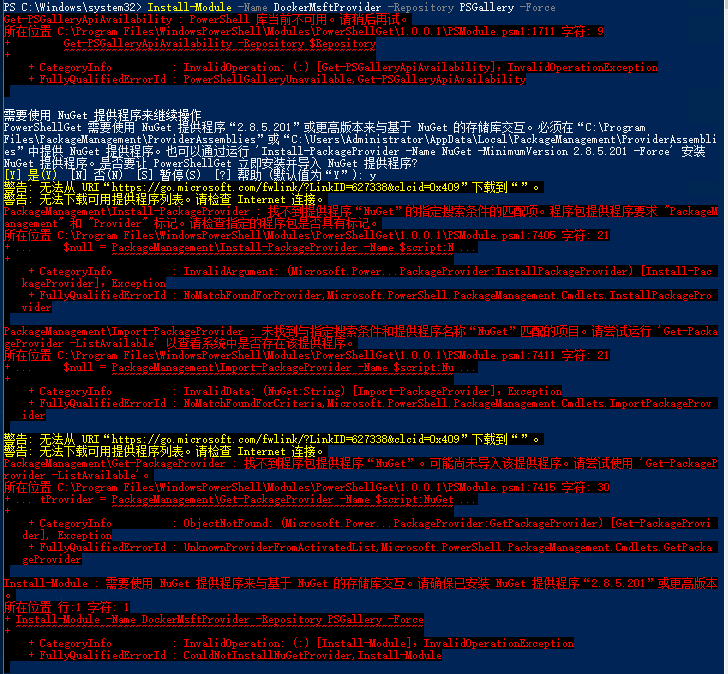 PS C:\Windows\system32> Install-Module -Name DockerMsftProvider -Repository PSGallery -Force
Get-PSGalleryApiAvailability : PowerShell 库当前不可用。请稍后再试。
所在位置 C:\Program Files\WindowsPowerShell\Modules\PowerShellGet\1.0.0.1\PSModule.psm1:1711 字符: 9
+         Get-PSGalleryApiAvailability -Repository $Repository
+
    + CategoryInfo          : InvalidOperation: (:) [Get-PSGalleryApiAvailability], InvalidOperationException
    + FullyQualifiedErrorId : PowerShellGalleryUnavailable,Get-PSGalleryApiAvailability
需要使用 NuGet 提供程序来继续操作
PowerShellGet 需要使用 NuGet 提供程序“2.8.5.201”或更高版本来与基于 NuGet 的存储库交互。必须在“C:\Program
Files\PackageManagement\ProviderAssemblies”或“C:\Users\Administrator\AppData\Local\PackageManagement\ProviderAssembli
es”中提供 NuGet 提供程序。也可以通过运行 'Install-PackageProvider -Name NuGet -MinimumVersion 2.8.5.201 -Force' 安装
NuGet 提供程序。是否要让 PowerShellGet 立即安装并导入 NuGet 提供程序?
[Y] 是(Y)  [N] 否(N)  [S] 暂停(S)  [?] 帮助 (默认值为“Y”): y
警告: 无法从 URI“https://go.microsoft.com/fwlink/?LinkID=627338&clcid=0x409”下载到“”。
警告: 无法下载可用提供程序列表。请检查 Internet 连接。
PackageManagement\Install-PackageProvider : 找不到提供程序“NuGet”的指定搜索条件的匹配项。程序包提供程序要求“PackageM
anagement”和“Provider”标记。请检查指定的程序包是否具有标记。
所在位置 C:\Program Files\WindowsPowerShell\Modules\PowerShellGet\1.0.0.1\PSModule.psm1:7405 字符: 21
+ ...     $null = PackageManagement\Install-PackageProvider -Name $script:N ...
+
    + CategoryInfo          : InvalidArgument: (Microsoft.Power...PackageProvider:InstallPackageProvider) [Install-Pac
   kageProvider], Exception
    + FullyQualifiedErrorId : NoMatchFoundForProvider,Microsoft.PowerShell.PackageManagement.Cmdlets.InstallPackagePro
   vider
PackageManagement\Import-PackageProvider : 未找到与指定搜索条件和提供程序名称“NuGet”匹配的项目。请尝试运行 'Get-Packa
geProvider -ListAvailable' 以查看系统中是否存在该提供程序。
所在位置 C:\Program Files\WindowsPowerShell\Modules\PowerShellGet\1.0.0.1\PSModule.psm1:7411 字符: 21
+ ...     $null = PackageManagement\Import-PackageProvider -Name $script:Nu ...
+
    + CategoryInfo          : InvalidData: (NuGet:String) [Import-PackageProvider], Exception
    + FullyQualifiedErrorId : NoMatchFoundForCriteria,Microsoft.PowerShell.PackageManagement.Cmdlets.ImportPackageProv
   ider
警告: 无法从 URI“https://go.microsoft.com/fwlink/?LinkID=627338&clcid=0x409”下载到“”。
警告: 无法下载可用提供程序列表。请检查 Internet 连接。
PackageManagement\Get-PackageProvider : 找不到程序包提供程序“NuGet”。可能尚未导入该提供程序。请尝试使用 'Get-PackageP
rovider -ListAvailable'。
所在位置 C:\Program Files\WindowsPowerShell\Modules\PowerShellGet\1.0.0.1\PSModule.psm1:7415 字符: 30
+ ... tProvider = PackageManagement\Get-PackageProvider -Name $script:NuGet ...
+
    + CategoryInfo          : ObjectNotFound: (Microsoft.Power...PackageProvider:GetPackageProvider) [Get-PackageProvi
   der], Exception
    + FullyQualifiedErrorId : UnknownProviderFromActivatedList,Microsoft.PowerShell.PackageManagement.Cmdlets.GetPacka
   geProvider
Install-Module : 需要使用 NuGet 提供程序来与基于 NuGet 的存储库交互。请确保已安装 NuGet 提供程序“2.8.5.201”或更高版本
。
所在位置 行:1 字符: 1
+ Install-Module -Name DockerMsftProvider -Repository PSGallery -Force
+
    + CategoryInfo          : InvalidOperation: (:) [Install-Module], InvalidOperationException
    + FullyQualifiedErrorId : CouldNotInstallNuGetProvider,Install-Module